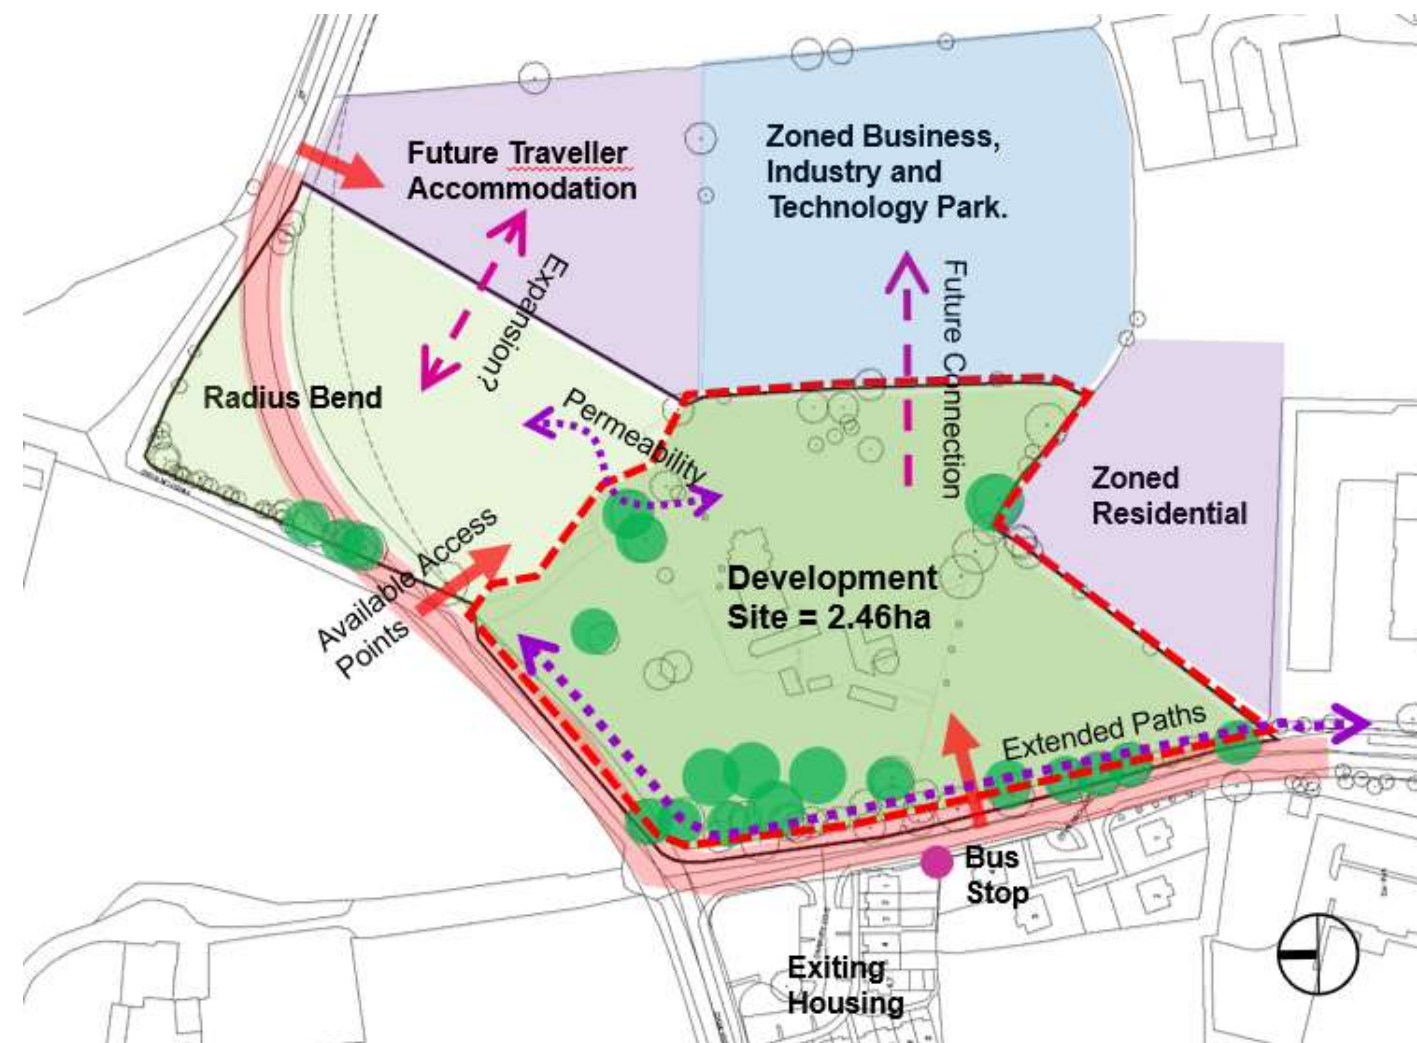 Future Traveller
Accommodation
Zoned Business,
Industry and
Technology Park.
Expansion?
Future Connection
Radius Bend
Permeability
Zoned
Residential
Available Access
Points
Development
Site = 2.46ha
Extended Paths
Bus
Stop
Exiting
Housing